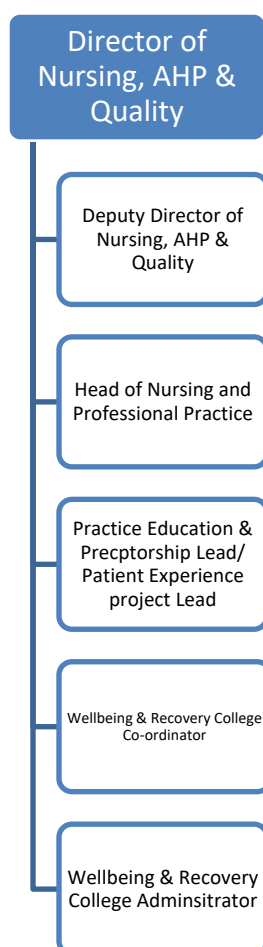 Director of
Nursing, AHP &
Quality
Deputy Director of
Nursing, AHP &
Quality
Head of Nursing and
Professional Practice
Practice Education &
Precptorship Lead/
Patient Experience
project Lead
Wellbeing & Recovery College
Co-ordinator
Wellbeing & Recovery
College Adminsitrator